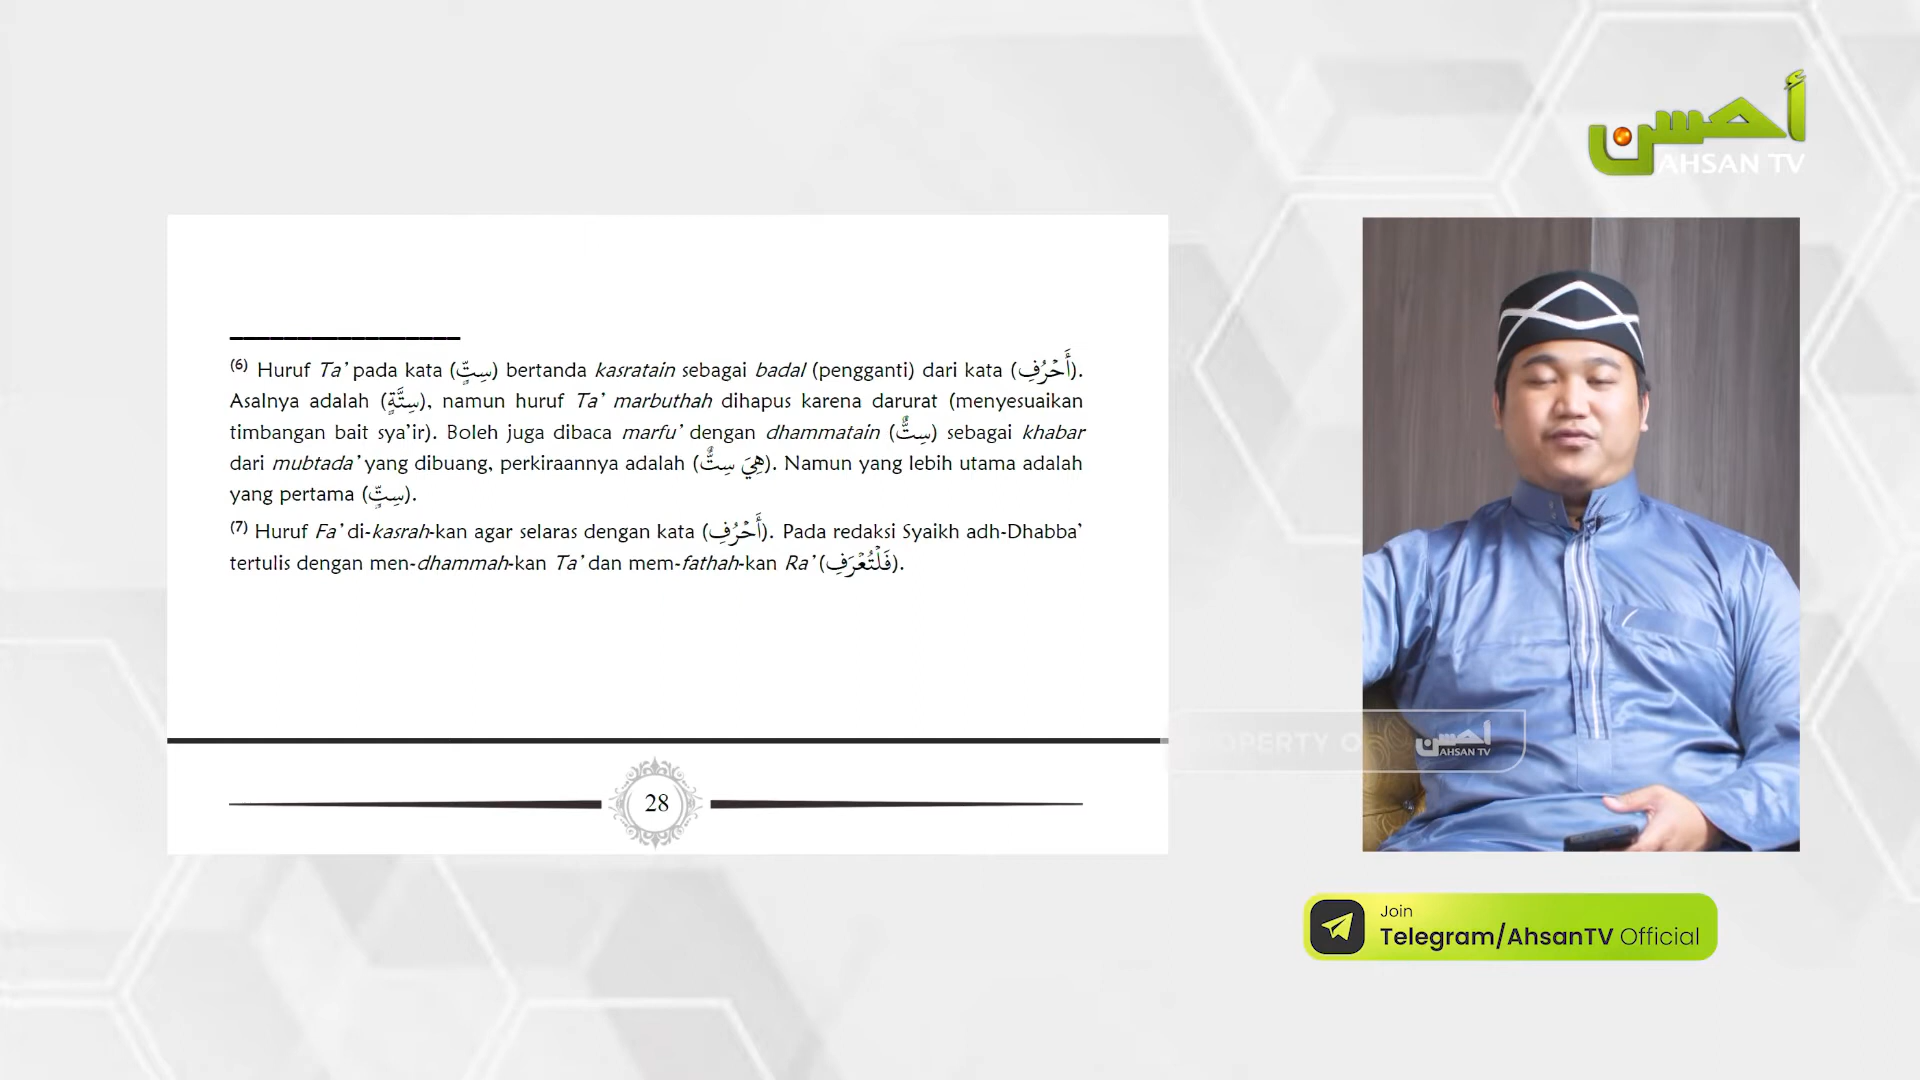 أحسن
AHSAN TV
(6) Huruf Ta’ pada kata (سِتٍّ) bertanda kasratain sebagai badal (pengganti) dari kata (أَحْرُفِ).
Asalnya adalah (سِتَّةٍ), namun huruf Ta’ marbuthah dihapus karena darurat (menyesuaikan
timbangan bait sya’ir). Boleh juga dibaca marfu’ dengan dhammatain (سِتٌّ) sebagai khabar
dari mubtada’ yang dibuang, perkiraannya adalah (هِيَ سِتٌّ). Namun yang lebih utama adalah
yang pertama (سِتٍّ).
(7) Huruf Fa’ di-kasrah-kan agar selaras dengan kata (أَحْرُفِ). Pada redaksi Syaikh adh-Dhabba’
tertulis dengan men-dhammah-kan Ta’ dan mem-fathah-kan Ra’ (فَلْتُعْرَفِ).
28
PROPERTY O
أحسن
AHSAN TV
Join
Telegram/AhsanTV Official